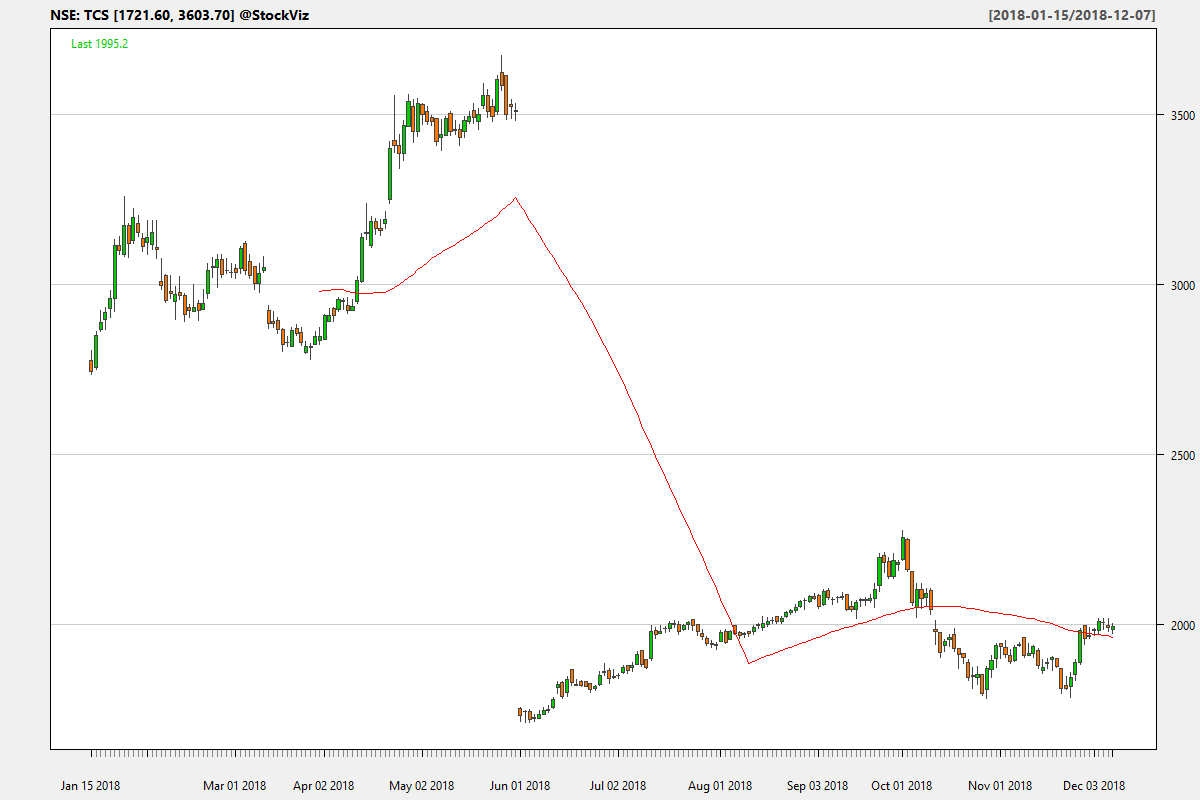 NSE: TCS [1721.60, 3603.70] @StockViz [2018-01-15/2018-12-07]
Last 1995.2
3500
3000
2500
2000
Jan 15 2018 Mar 01 2018 Apr 02 2018 May 02 2018 Jun 01 2018 Jul 02 2018 Aug 01 2018 Sep 03 2018 Oct 01 2018 Nov 01 2018 Dec 03 2018